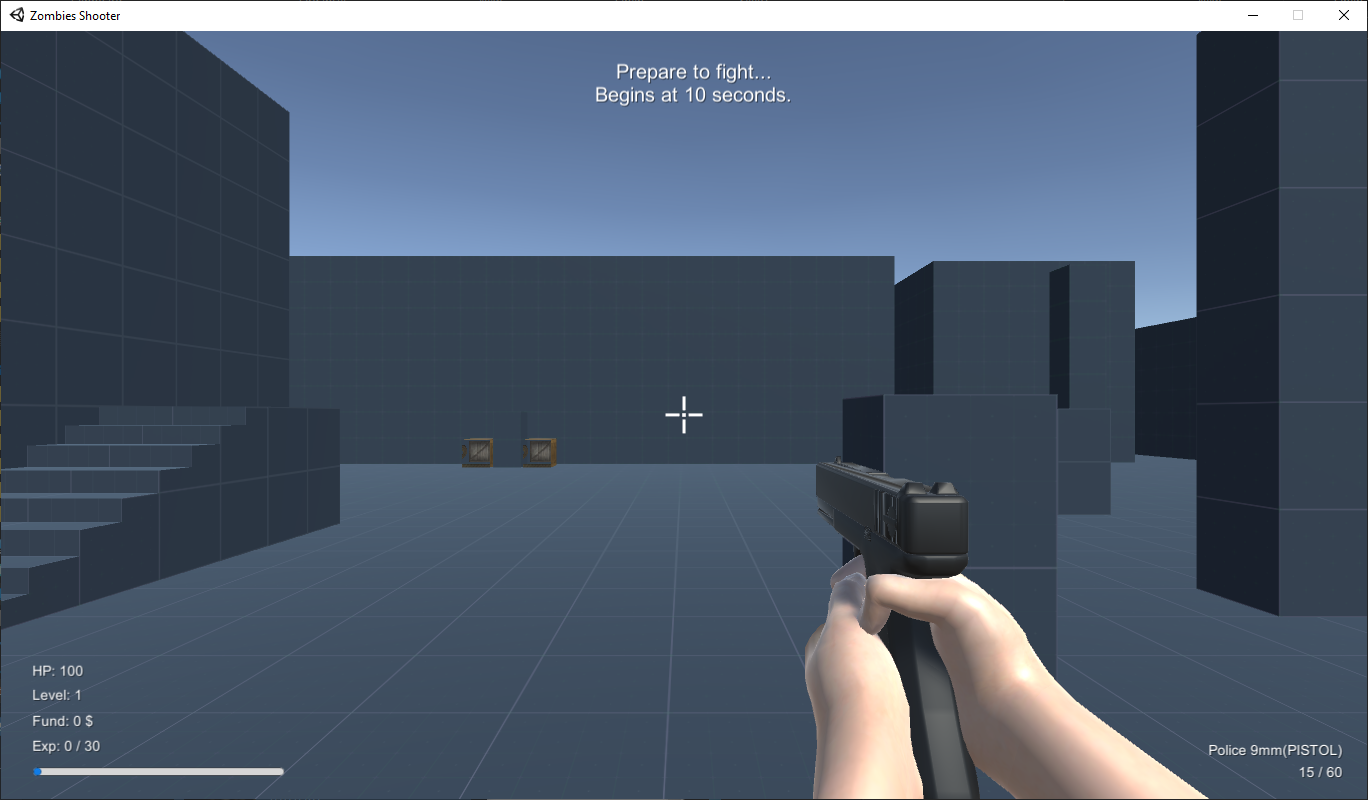 Zombies Shooter
Prepare to fight...
Begins at 10 seconds.
HP: 100
Level: 1
Fund: 0 $
Exp: 0 / 30
Police 9mm(PISTOL)
15 / 60